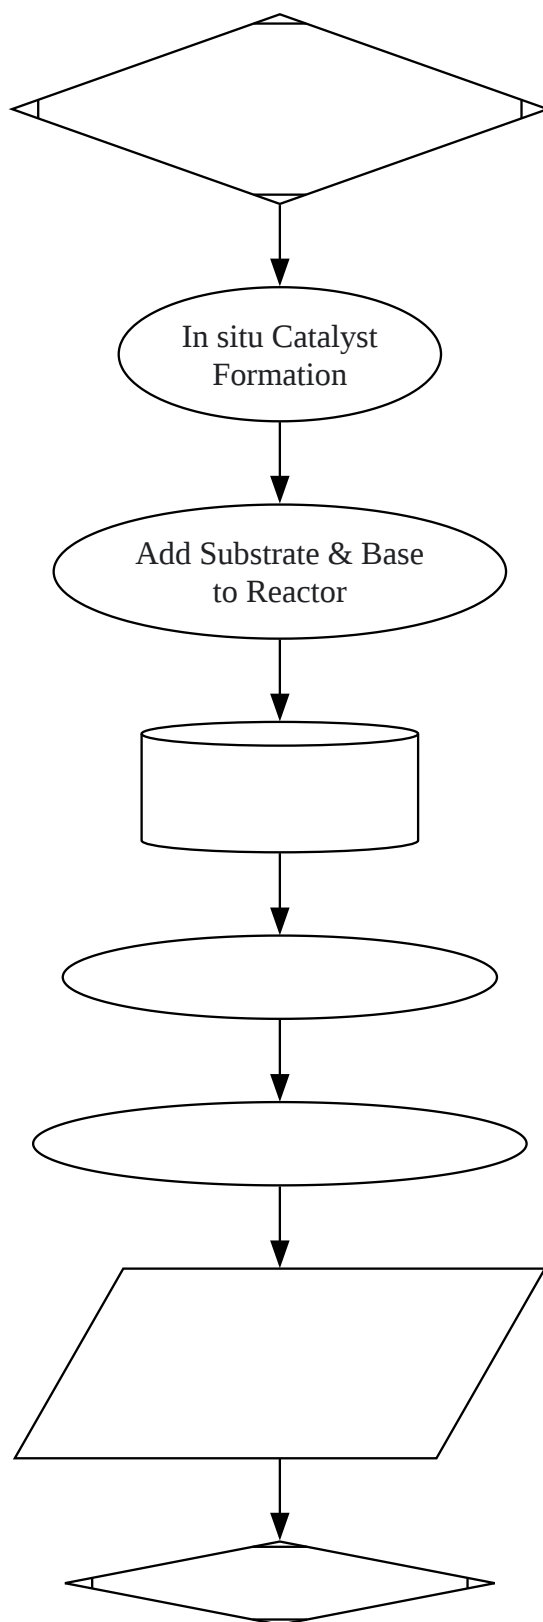 In situ Catalyst
Formation
Add Substrate & Base
to Reactor